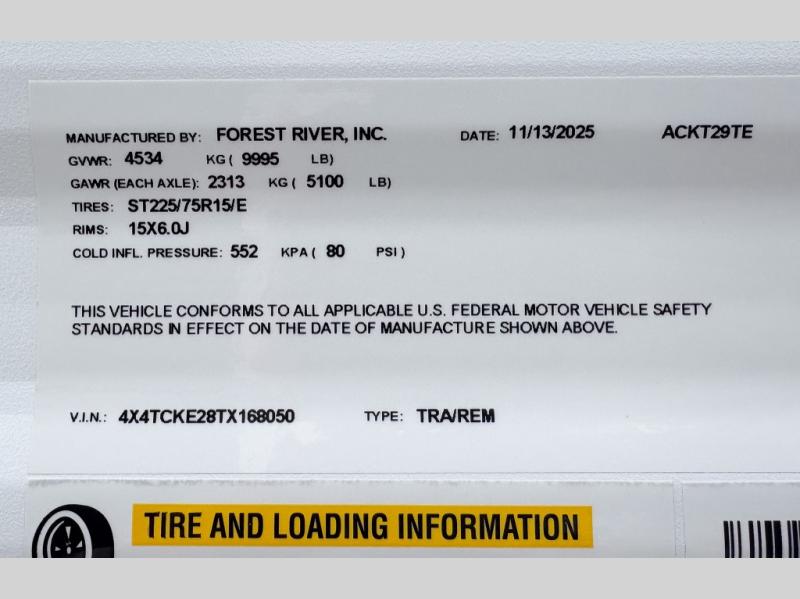 MANUFACTURED BY: FOREST RIVER, INC. DATE: 11/13/2025 ACKT29TE
GVWR: 4534 KG ( 9995 LB)
GAWR (EACH AXLE): 2313 KG ( 5100 LB)
TIRES: ST225/75R15/E
RIMS: 15X6.0J
COLD INFL. PRESSURE: 552 KPA ( 80 PSI )
THIS VEHICLE CONFORMS TO ALL APPLICABLE U.S. FEDERAL MOTOR VEHICLE SAFETY
STANDARDS IN EFFECT ON THE DATE OF MANUFACTURE SHOWN ABOVE.
V.I.N.: 4X4TCKE28TX168050 TYPE: TRA/REM
TIRE AND LOADING INFORMATION